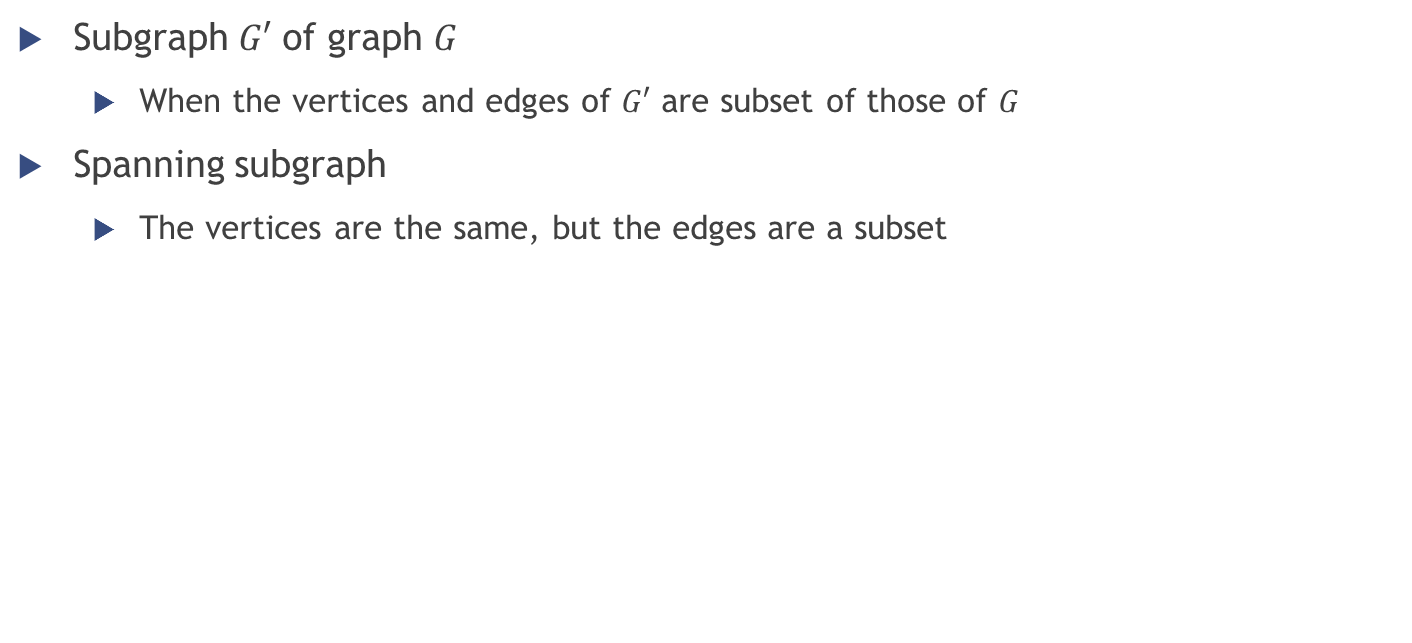 Subgraph G′ of graph G
When the vertices and edges of G′ are subset of those of G
Spanning subgraph
The vertices are the same, but the edges are a subset